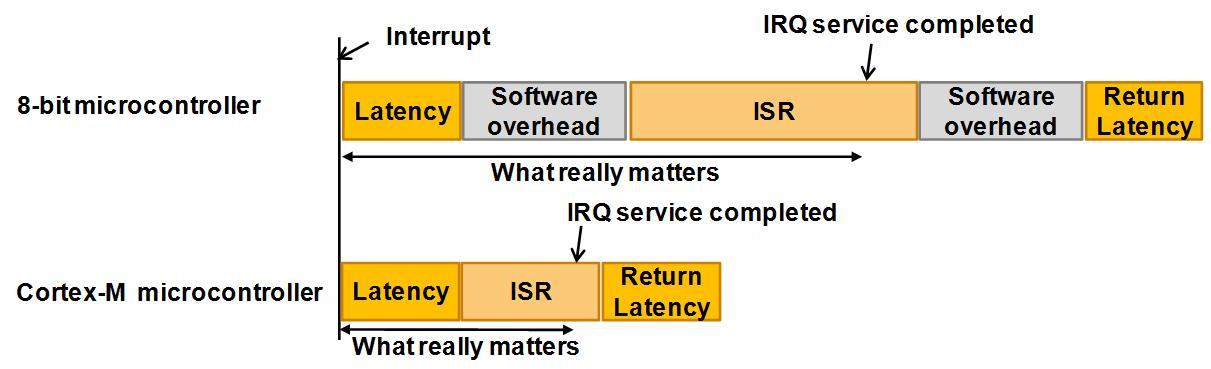 IRQ service completed
Interrupt
8-bit microcontroller
Latency
Software
overhead
ISR
Software
overhead
Return
Latency
What really matters
IRQ service completed
Cortex-M microcontroller
Latency
ISR
Return
Latency
What really matters